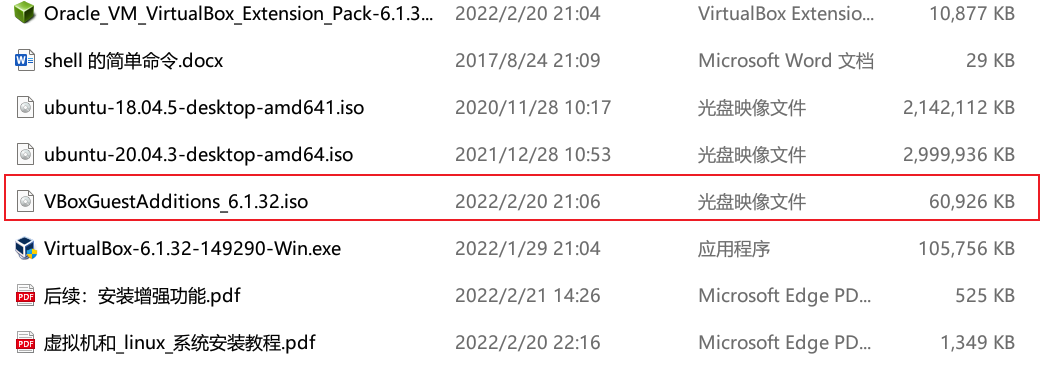 Oracle_VM_VirtualBox_Extension_Pack-6.1.3... 2022/2/20 21:04 VirtualBox Extensio... 10,877 KB
shell 的简单命令.docx 2017/8/24 21:09 Microsoft Word 文档 29 KB
ubuntu-18.04.5-desktop-amd641.iso 2020/11/28 10:17 光盘映像文件 2,142,112 KB
ubuntu-20.04.3-desktop-amd64.iso 2021/12/28 10:53 光盘映像文件 2,999,936 KB
VBoxGuestAdditions_6.1.32.iso 2022/2/20 21:06 光盘映像文件 60,926 KB
VirtualBox-6.1.32-149290-Win.exe 2022/1/29 21:04 应用程序 105,756 KB
PDF 后续：安装增强功能.pdf 2022/2/21 14:26 Microsoft Edge PD... 525 KB
PDF 虚拟机和_linux_系统安装教程.pdf 2022/2/20 22:16 Microsoft Edge PD... 1,349 KB